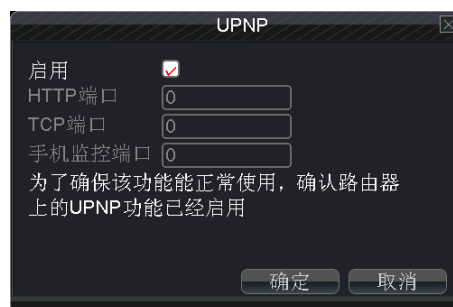 UPNP
启用
HTTP端口 0
TCP端口 0
手机监控端口 0
为了确保该功能能正常使用，确认路由器
上的UPNP功能已经启用
确定 取消